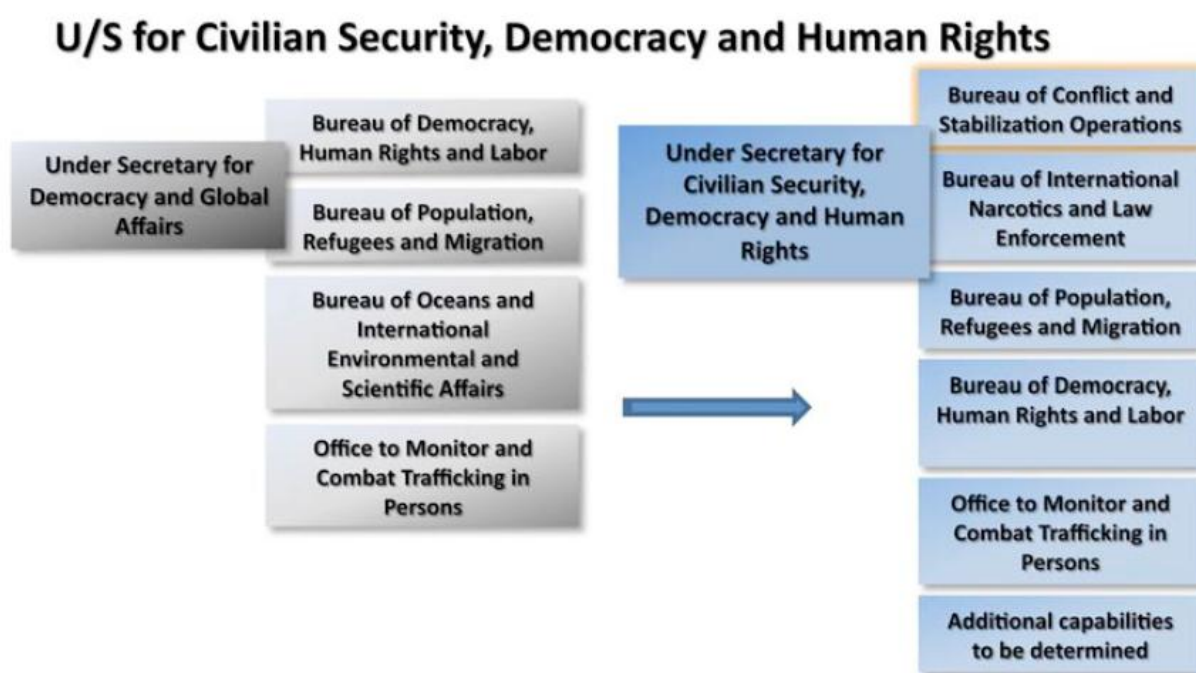 U/S for Civilian Security, Democracy and Human Rights
Under Secretary for
Democracy and Global
Affairs
Bureau of Democracy,
Human Rights and Labor
Bureau of Population,
Refugees and Migration
Bureau of Oceans and
International
Environmental and
Scientific Affairs
Office to Monitor and
Combat Trafficking in
Persons
Under Secretary for
Civilian Security,
Democracy and Human
Rights
Bureau of Conflict and
Stabilization Operations
Bureau of International
Narcotics and Law
Enforcement
Bureau of Population,
Refugees and Migration
Bureau of Democracy,
Human Rights and Labor
Office to Monitor and
Combat Trafficking in
Persons
Additional capabilities
to be determined